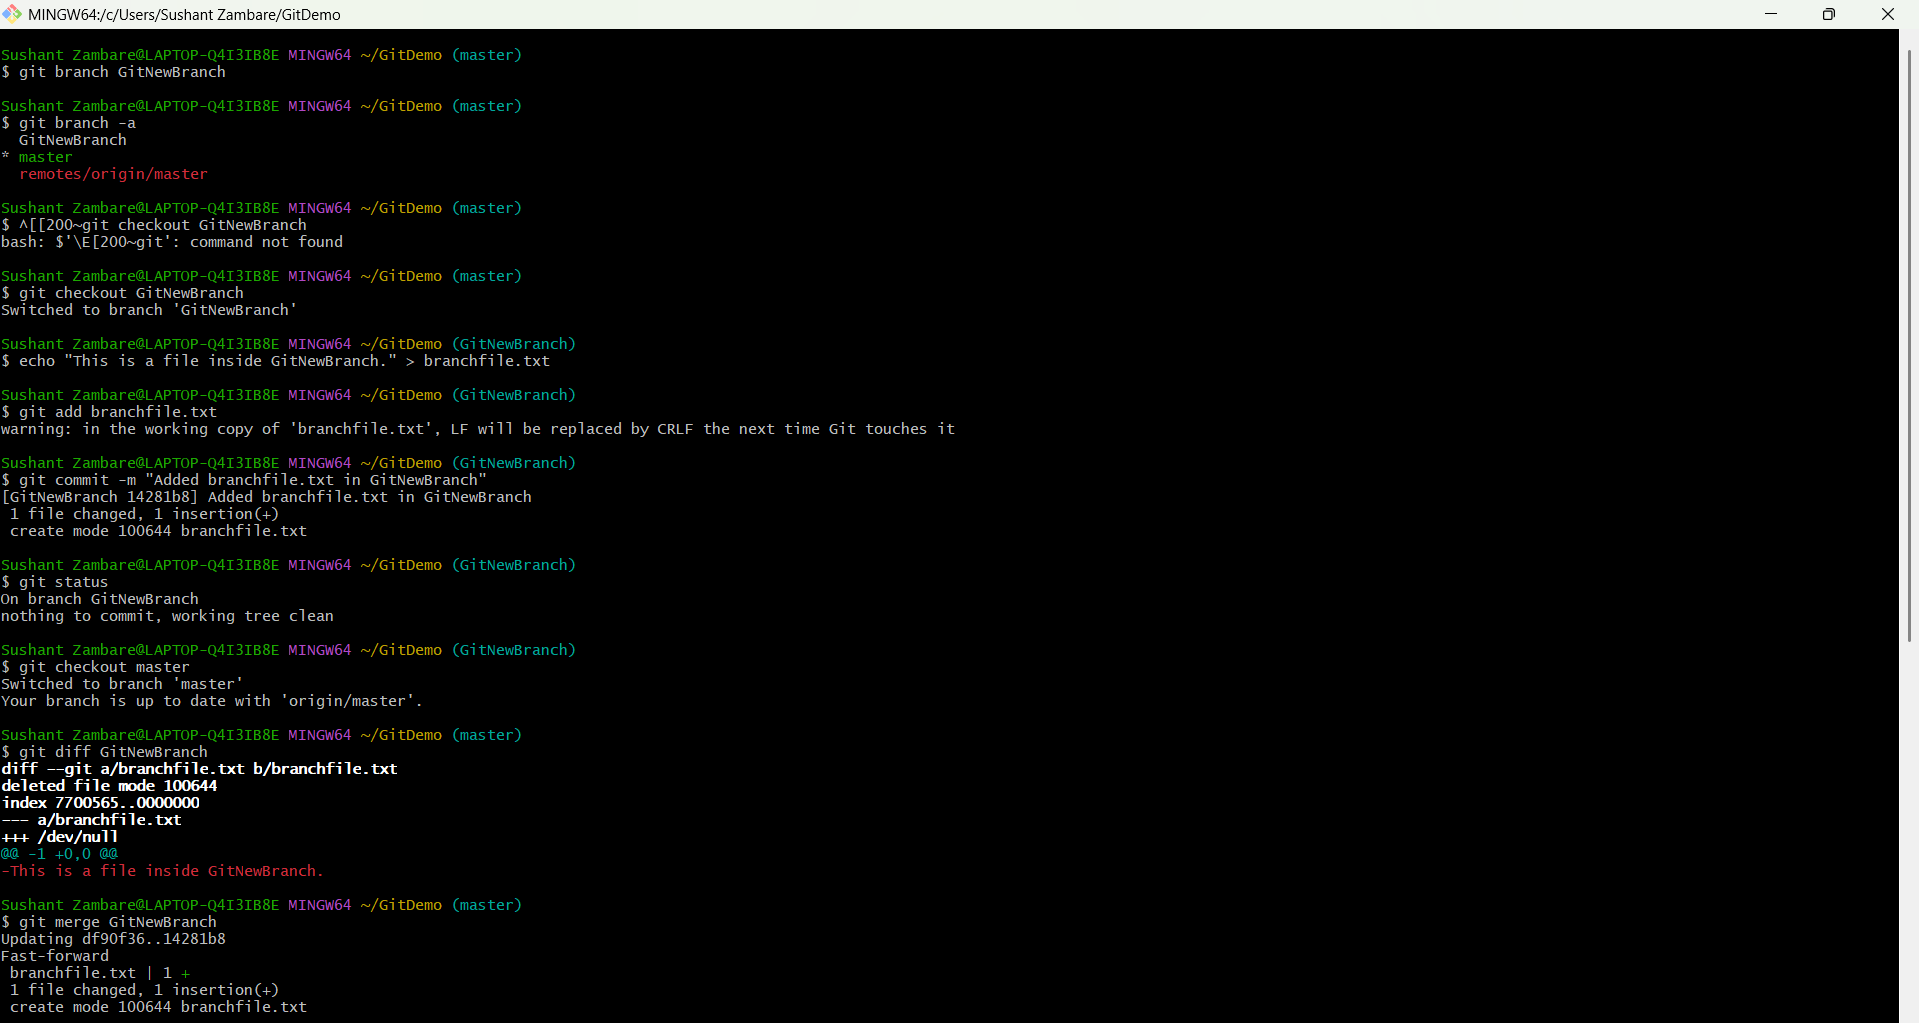 MINGW64:/c/Users/Sushant Zambare/GitDemo
Sushant Zambare@LAPTOP-Q4I3IB8E MINGW64 ~/GitDemo (master)
$ git branch GitNewBranch
Sushant Zambare@LAPTOP-Q4I3IB8E MINGW64 ~/GitDemo (master)
$ git branch -a
  GitNewBranch
* master
  remotes/origin/master
Sushant Zambare@LAPTOP-Q4I3IB8E MINGW64 ~/GitDemo (master)
$ ^[[200~git checkout GitNewBranch
bash: $'\E[200~git': command not found
Sushant Zambare@LAPTOP-Q4I3IB8E MINGW64 ~/GitDemo (master)
$ git checkout GitNewBranch
Switched to branch 'GitNewBranch'
Sushant Zambare@LAPTOP-Q4I3IB8E MINGW64 ~/GitDemo (GitNewBranch)
$ echo "This is a file inside GitNewBranch." > branchfile.txt
Sushant Zambare@LAPTOP-Q4I3IB8E MINGW64 ~/GitDemo (GitNewBranch)
$ git add branchfile.txt
warning: in the working copy of 'branchfile.txt', LF will be replaced by CRLF the next time Git touches it
Sushant Zambare@LAPTOP-Q4I3IB8E MINGW64 ~/GitDemo (GitNewBranch)
$ git commit -m "Added branchfile.txt in GitNewBranch"
[GitNewBranch 14281b8] Added branchfile.txt in GitNewBranch
 1 file changed, 1 insertion(+)
 create mode 100644 branchfile.txt
Sushant Zambare@LAPTOP-Q4I3IB8E MINGW64 ~/GitDemo (GitNewBranch)
$ git status
On branch GitNewBranch
nothing to commit, working tree clean
Sushant Zambare@LAPTOP-Q4I3IB8E MINGW64 ~/GitDemo (GitNewBranch)
$ git checkout master
Switched to branch 'master'
Your branch is up to date with 'origin/master'.
Sushant Zambare@LAPTOP-Q4I3IB8E MINGW64 ~/GitDemo (master)
$ git diff GitNewBranch
diff --git a/branchfile.txt b/branchfile.txt
deleted file mode 100644
index 7700565..0000000
--- a/branchfile.txt
+++ /dev/null
@@ -1 +0,0 @@
-This is a file inside GitNewBranch.
Sushant Zambare@LAPTOP-Q4I3IB8E MINGW64 ~/GitDemo (master)
$ git merge GitNewBranch
Updating df90f36..14281b8
Fast-forward
 branchfile.txt | 1 +
 1 file changed, 1 insertion(+)
 create mode 100644 branchfile.txt